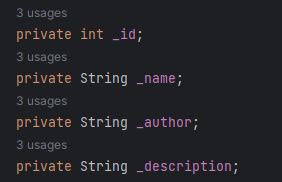 3 usages
private int _id;
3 usages
private String _name;
3 usages
private String _author;
3 usages
private String _description;